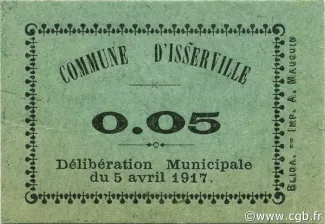 COMMUNE D'ISSERVILLE
0.05
Délibération Municipale
du 5 avril 1917.
BLIDA. — IMP. A. MAUGUIN
© www.cgb.fr